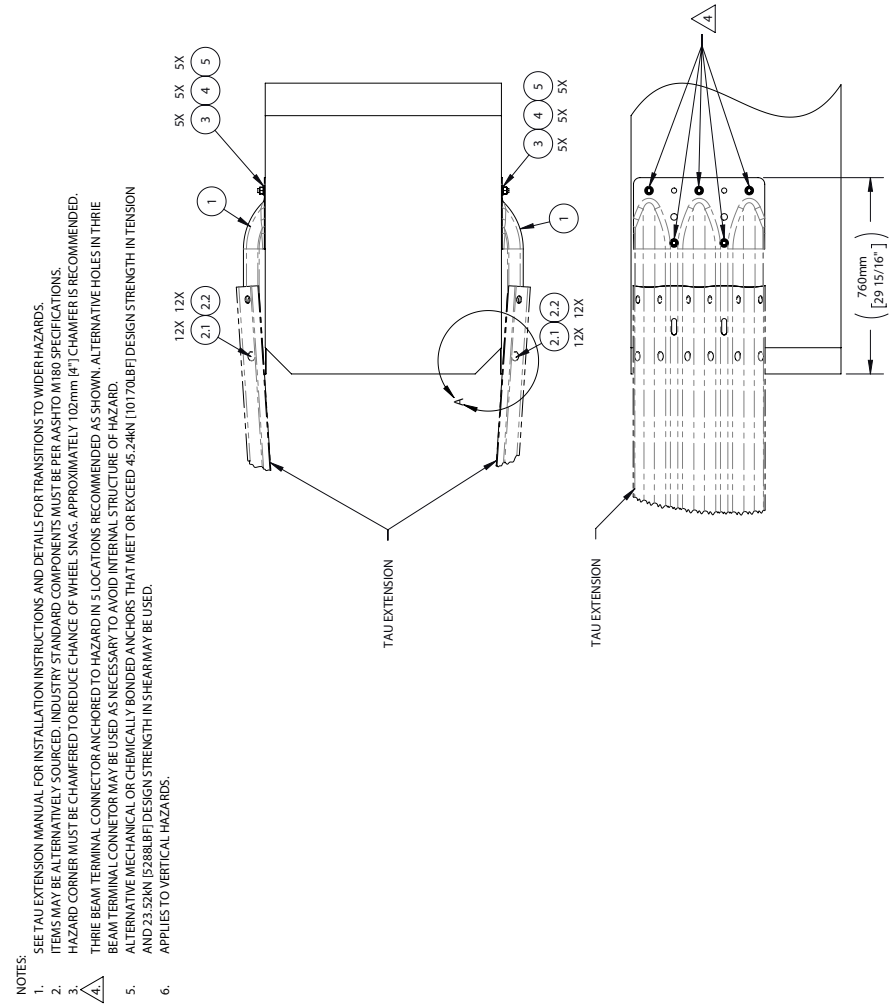 NOTES:
1. SEE TAU EXTENSION MANUAL FOR INSTALLATION INSTRUCTIONS AND DETAILS FOR TRANSITIONS TO WIDER HAZARDS.
2. ITEMS MAY BE ALTERNATIVELY SOURCED. INDUSTRY STANDARD COMPONENTS MUST BE PER AASHTO M180 SPECIFICATIONS.
3. HAZARD CORNER MUST BE CHAMFERED TO REDUCE CHANCE OF WHEEL SNAG. APPROXIMATELY 102mm [4"] CHAMFER IS RECOMMENDED.
4. THRIE BEAM TERMINAL CONNECTOR ANCHORED TO HAZARD IN 5 LOCATIONS RECOMMENDED AS SHOWN. ALTERNATIVE HOLES IN THRIE
BEAM TERMINAL CONNETOR MAY BE USED AS NECESSARY TO AVOID INTERNAL STRUCTURE OF HAZARD.
5. ALTERNATIVE MECHANICAL OR CHEMICALLY BONDED ANCHORS THAT MEET OR EXCEED 45.24kN [10170LBF] DESIGN STRENGTH IN TENSION
AND 23.52kN [5288LBF] DESIGN STRENGTH IN SHEAR MAY BE USED.
6. APPLIES TO VERTICAL HAZARDS.
12X 12X
2.1 2.2
1
5X 5X 5X
3 4 5
TAU EXTENSION
A
2.1 2.2
12X 12X
1
3 4 5
5X 5X 5X
TAU EXTENSION
4
760mm
[29 15/16"]